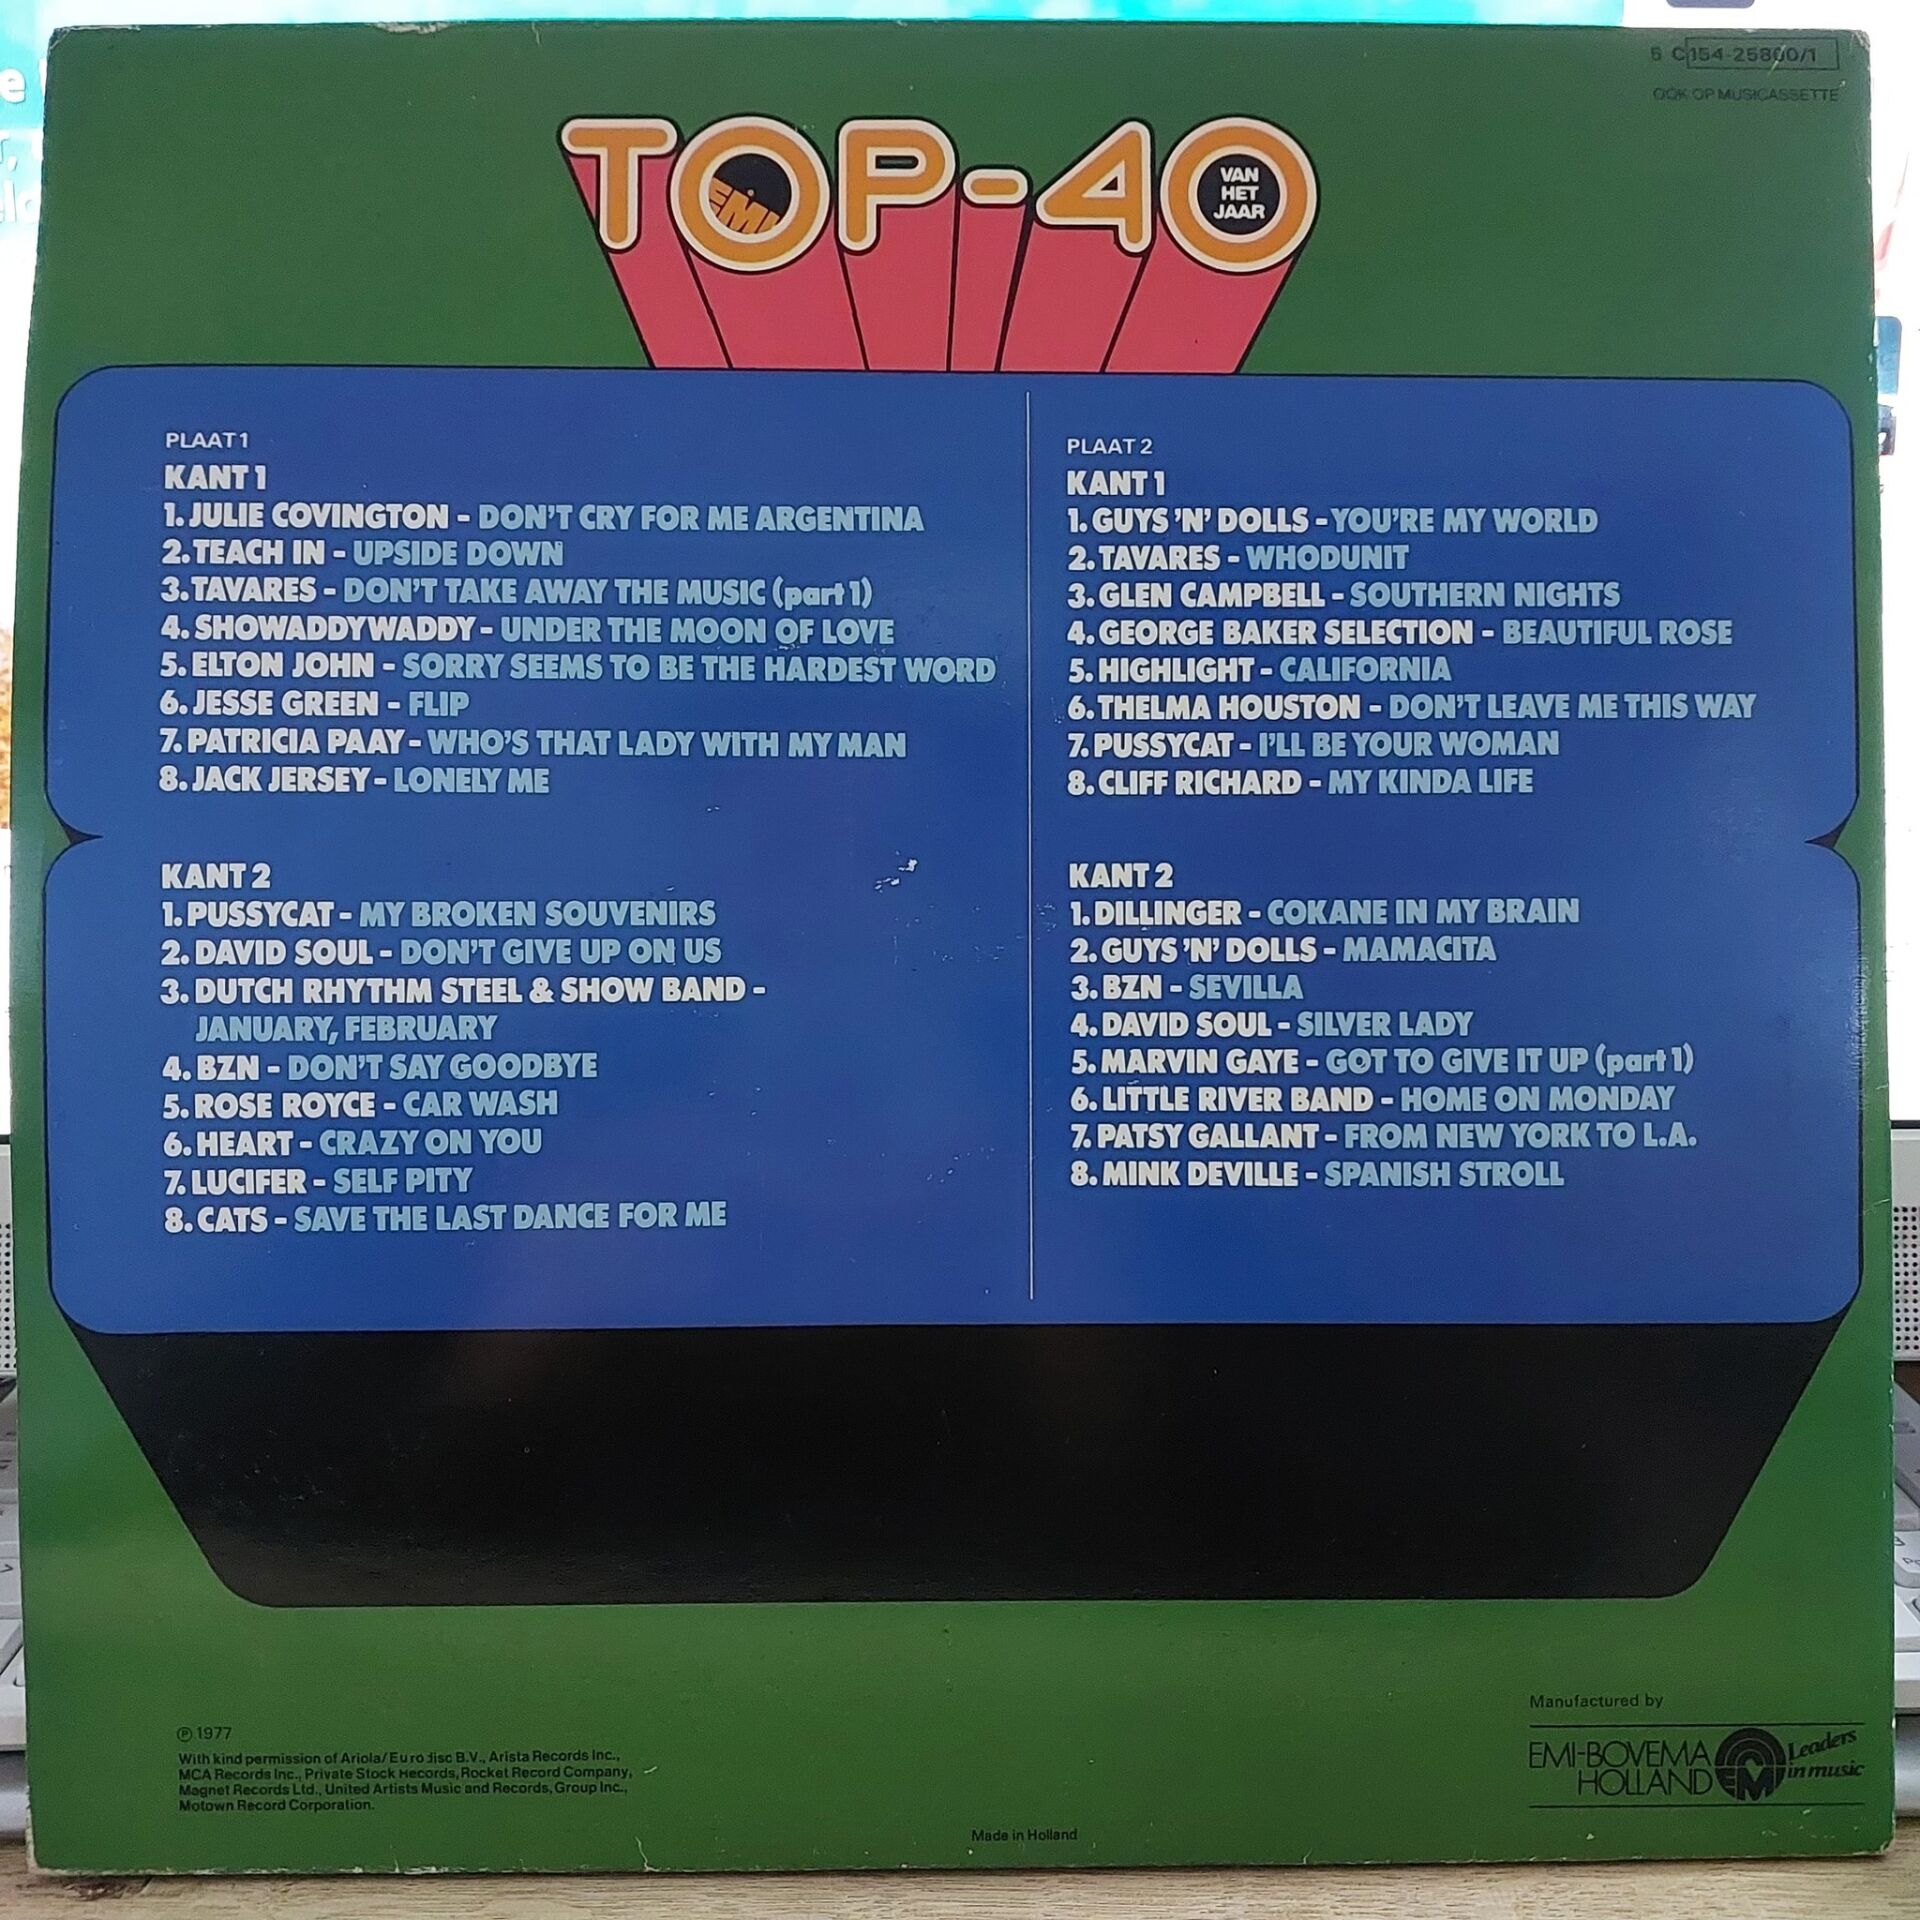 5 C154-25800/1
OOK OP MUSICASSETTE
TOP-40
EMI
VAN
HET
JAAR
PLAAT 1
KANT 1
1. JULIE COVINGTON - DON'T CRY FOR ME ARGENTINA
2. TEACH IN - UPSIDE DOWN
3. TAVARES - DON'T TAKE AWAY THE MUSIC (part 1)
4. SHOWADDYWADDY - UNDER THE MOON OF LOVE
5. ELTON JOHN - SORRY SEEMS TO BE THE HARDEST WORD
6. JESSE GREEN - FLIP
7. PATRICIA PAAY - WHO'S THAT LADY WITH MY MAN
8. JACK JERSEY - LONELY ME
KANT 2
1. PUSSYCAT - MY BROKEN SOUVENIRS
2. DAVID SOUL - DON'T GIVE UP ON US
3. DUTCH RHYTHM STEEL & SHOW BAND -
JANUARY, FEBRUARY
4. BZN - DON'T SAY GOODBYE
5. ROSE ROYCE - CAR WASH
6. HEART - CRAZY ON YOU
7. LUCIFER - SELF PITY
8. CATS - SAVE THE LAST DANCE FOR ME
PLAAT 2
KANT 1
1. GUYS 'N' DOLLS - YOU'RE MY WORLD
2. TAVARES - WHODUNIT
3. GLEN CAMPBELL - SOUTHERN NIGHTS
4. GEORGE BAKER SELECTION - BEAUTIFUL ROSE
5. HIGHLIGHT - CALIFORNIA
6. THELMA HOUSTON - DON'T LEAVE ME THIS WAY
7. PUSSYCAT - I'LL BE YOUR WOMAN
8. CLIFF RICHARD - MY KINDA LIFE
KANT 2
1. DILLINGER - COKANE IN MY BRAIN
2. GUYS 'N' DOLLS - MAMACITA
3. BZN - SEVILLA
4. DAVID SOUL - SILVER LADY
5. MARVIN GAYE - GOT TO GIVE IT UP (part 1)
6. LITTLE RIVER BAND - HOME ON MONDAY
7. PATSY GALLANT - FROM NEW YORK TO L.A.
8. MINK DEVILLE - SPANISH STROLL
℗ 1977
With kind permission of Ariola/Eurodisc B.V., Arista Records Inc.,
MCA Records Inc., Private Stock Records, Rocket Record Company,
Magnet Records Ltd., United Artists Music and Records, Group Inc.,
Motown Record Corporation.
Made in Holland
Manufactured by
EMI-BOVEMA
HOLLAND
EMI
Leaders
in music